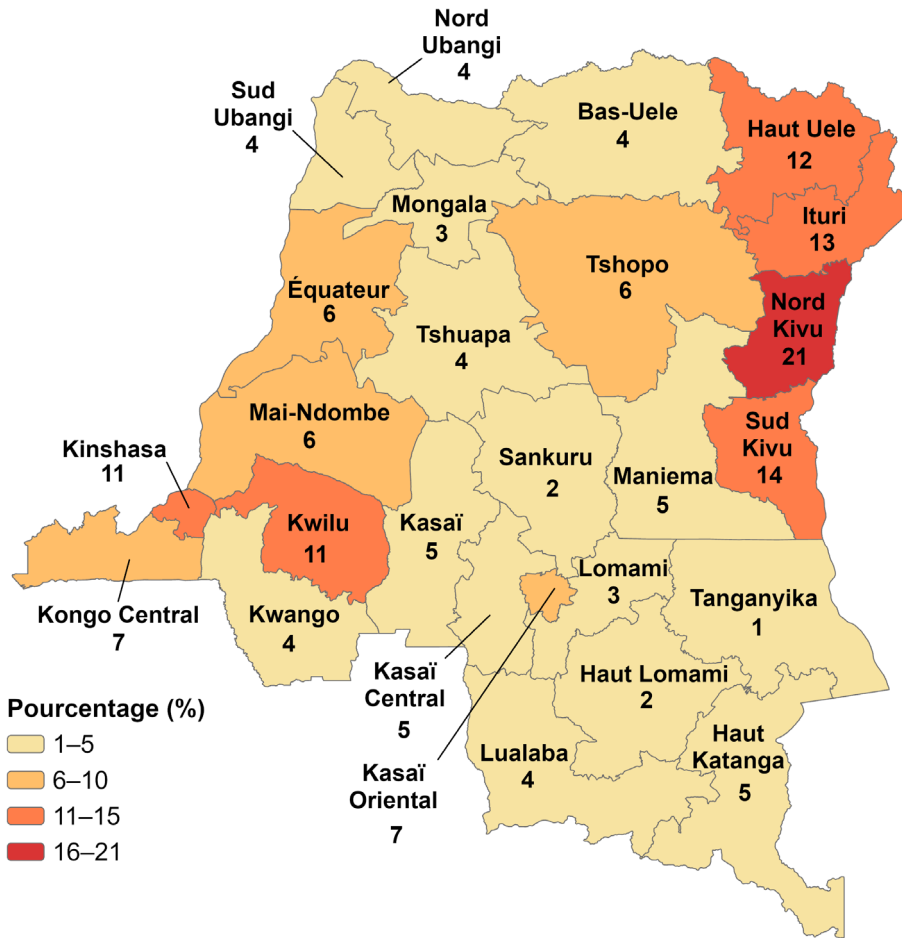 Nord
Ubangi
4
Sud
Ubangi
4
Bas-Uele
4
Haut Uele
12
Mongala
3
Ituri
13
Équateur
6
Tshopo
6
Nord
Kivu
21
Tshuapa
4
Mai-Ndombe
6
Kinshasa
11
Sankuru
2
Maniema
5
Sud
Kivu
14
Kwilu
11
Kasaï
5
Kongo Central
7
Kwango
4
Lomami
3
Tanganyika
1
Kasaï
Central
5
Haut Lomami
2
Kasaï
Oriental
7
Lualaba
4
Haut
Katanga
5
Pourcentage (%)
1–5
6–10
11–15
16–21